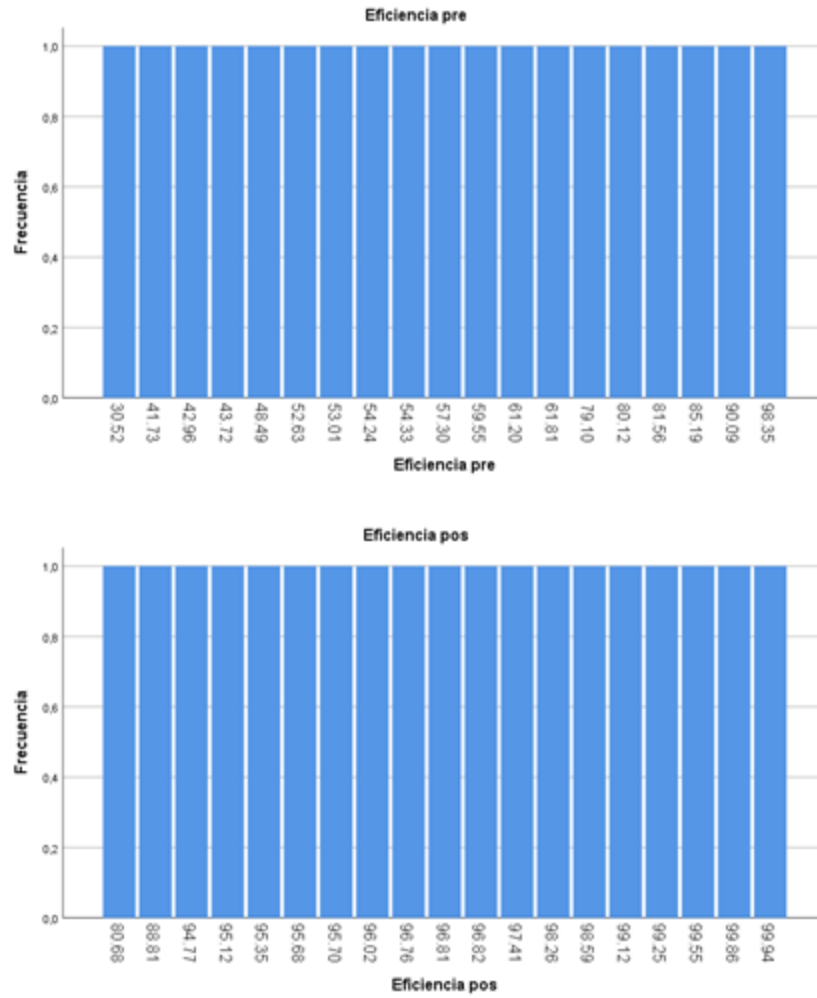 Eficiencia pre
1,0
0,8
0,6
0,4
0,2
0,0
Frecuencia
30.52 41.73 42.96 43.72 48.49 52.63 53.01 54.24 54.33 57.30 59.55 61.20 61.81 79.10 80.12 81.56 85.19 90.09 98.35
Eficiencia pre
Eficiencia pos
1,0
0,8
0,6
0,4
0,2
0,0
Frecuencia
80.68 88.81 94.77 95.12 95.35 95.68 95.70 96.02 96.76 96.81 96.82 97.41 98.26 98.59 99.12 99.25 99.55 99.86 99.94
Eficiencia pos